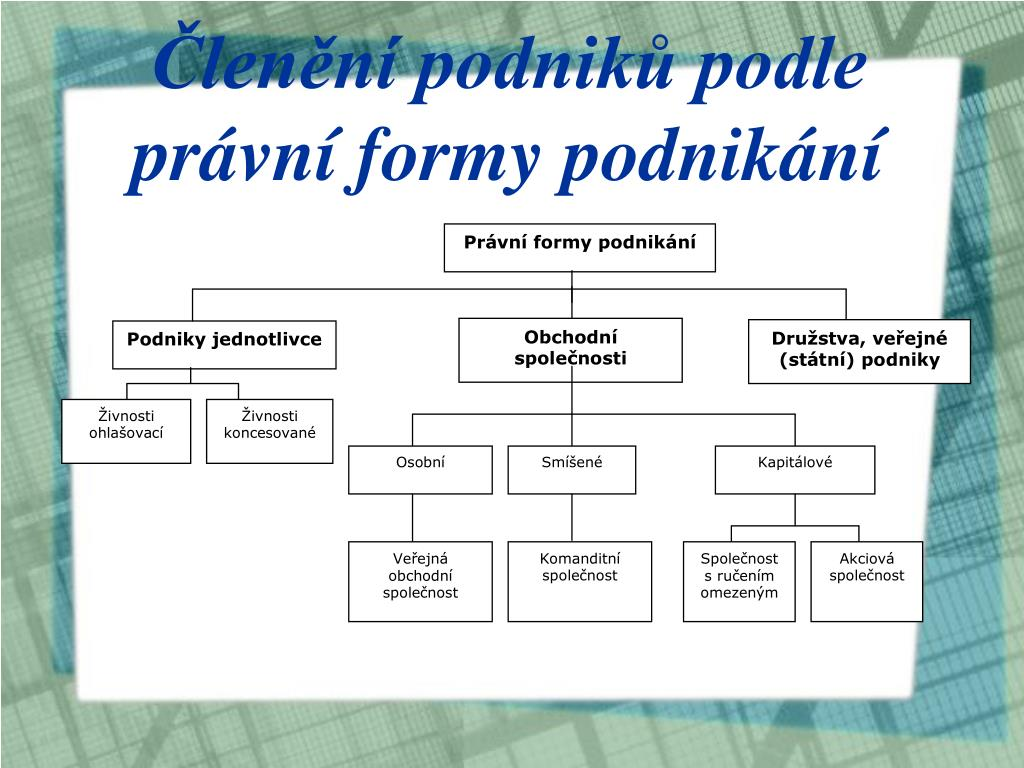 Členění podniků podle
právní formy podnikání
Právní formy podnikání
Podniky jednotlivce
Obchodní
společnosti
Družstva, veřejné
(státní) podniky
Živnosti
ohlašovací
Živnosti
koncesované
Osobní
Smíšené
Kapitálové
Veřejná
obchodní
společnost
Komanditní
společnost
Společnost
s ručením
omezeným
Akciová
společnost